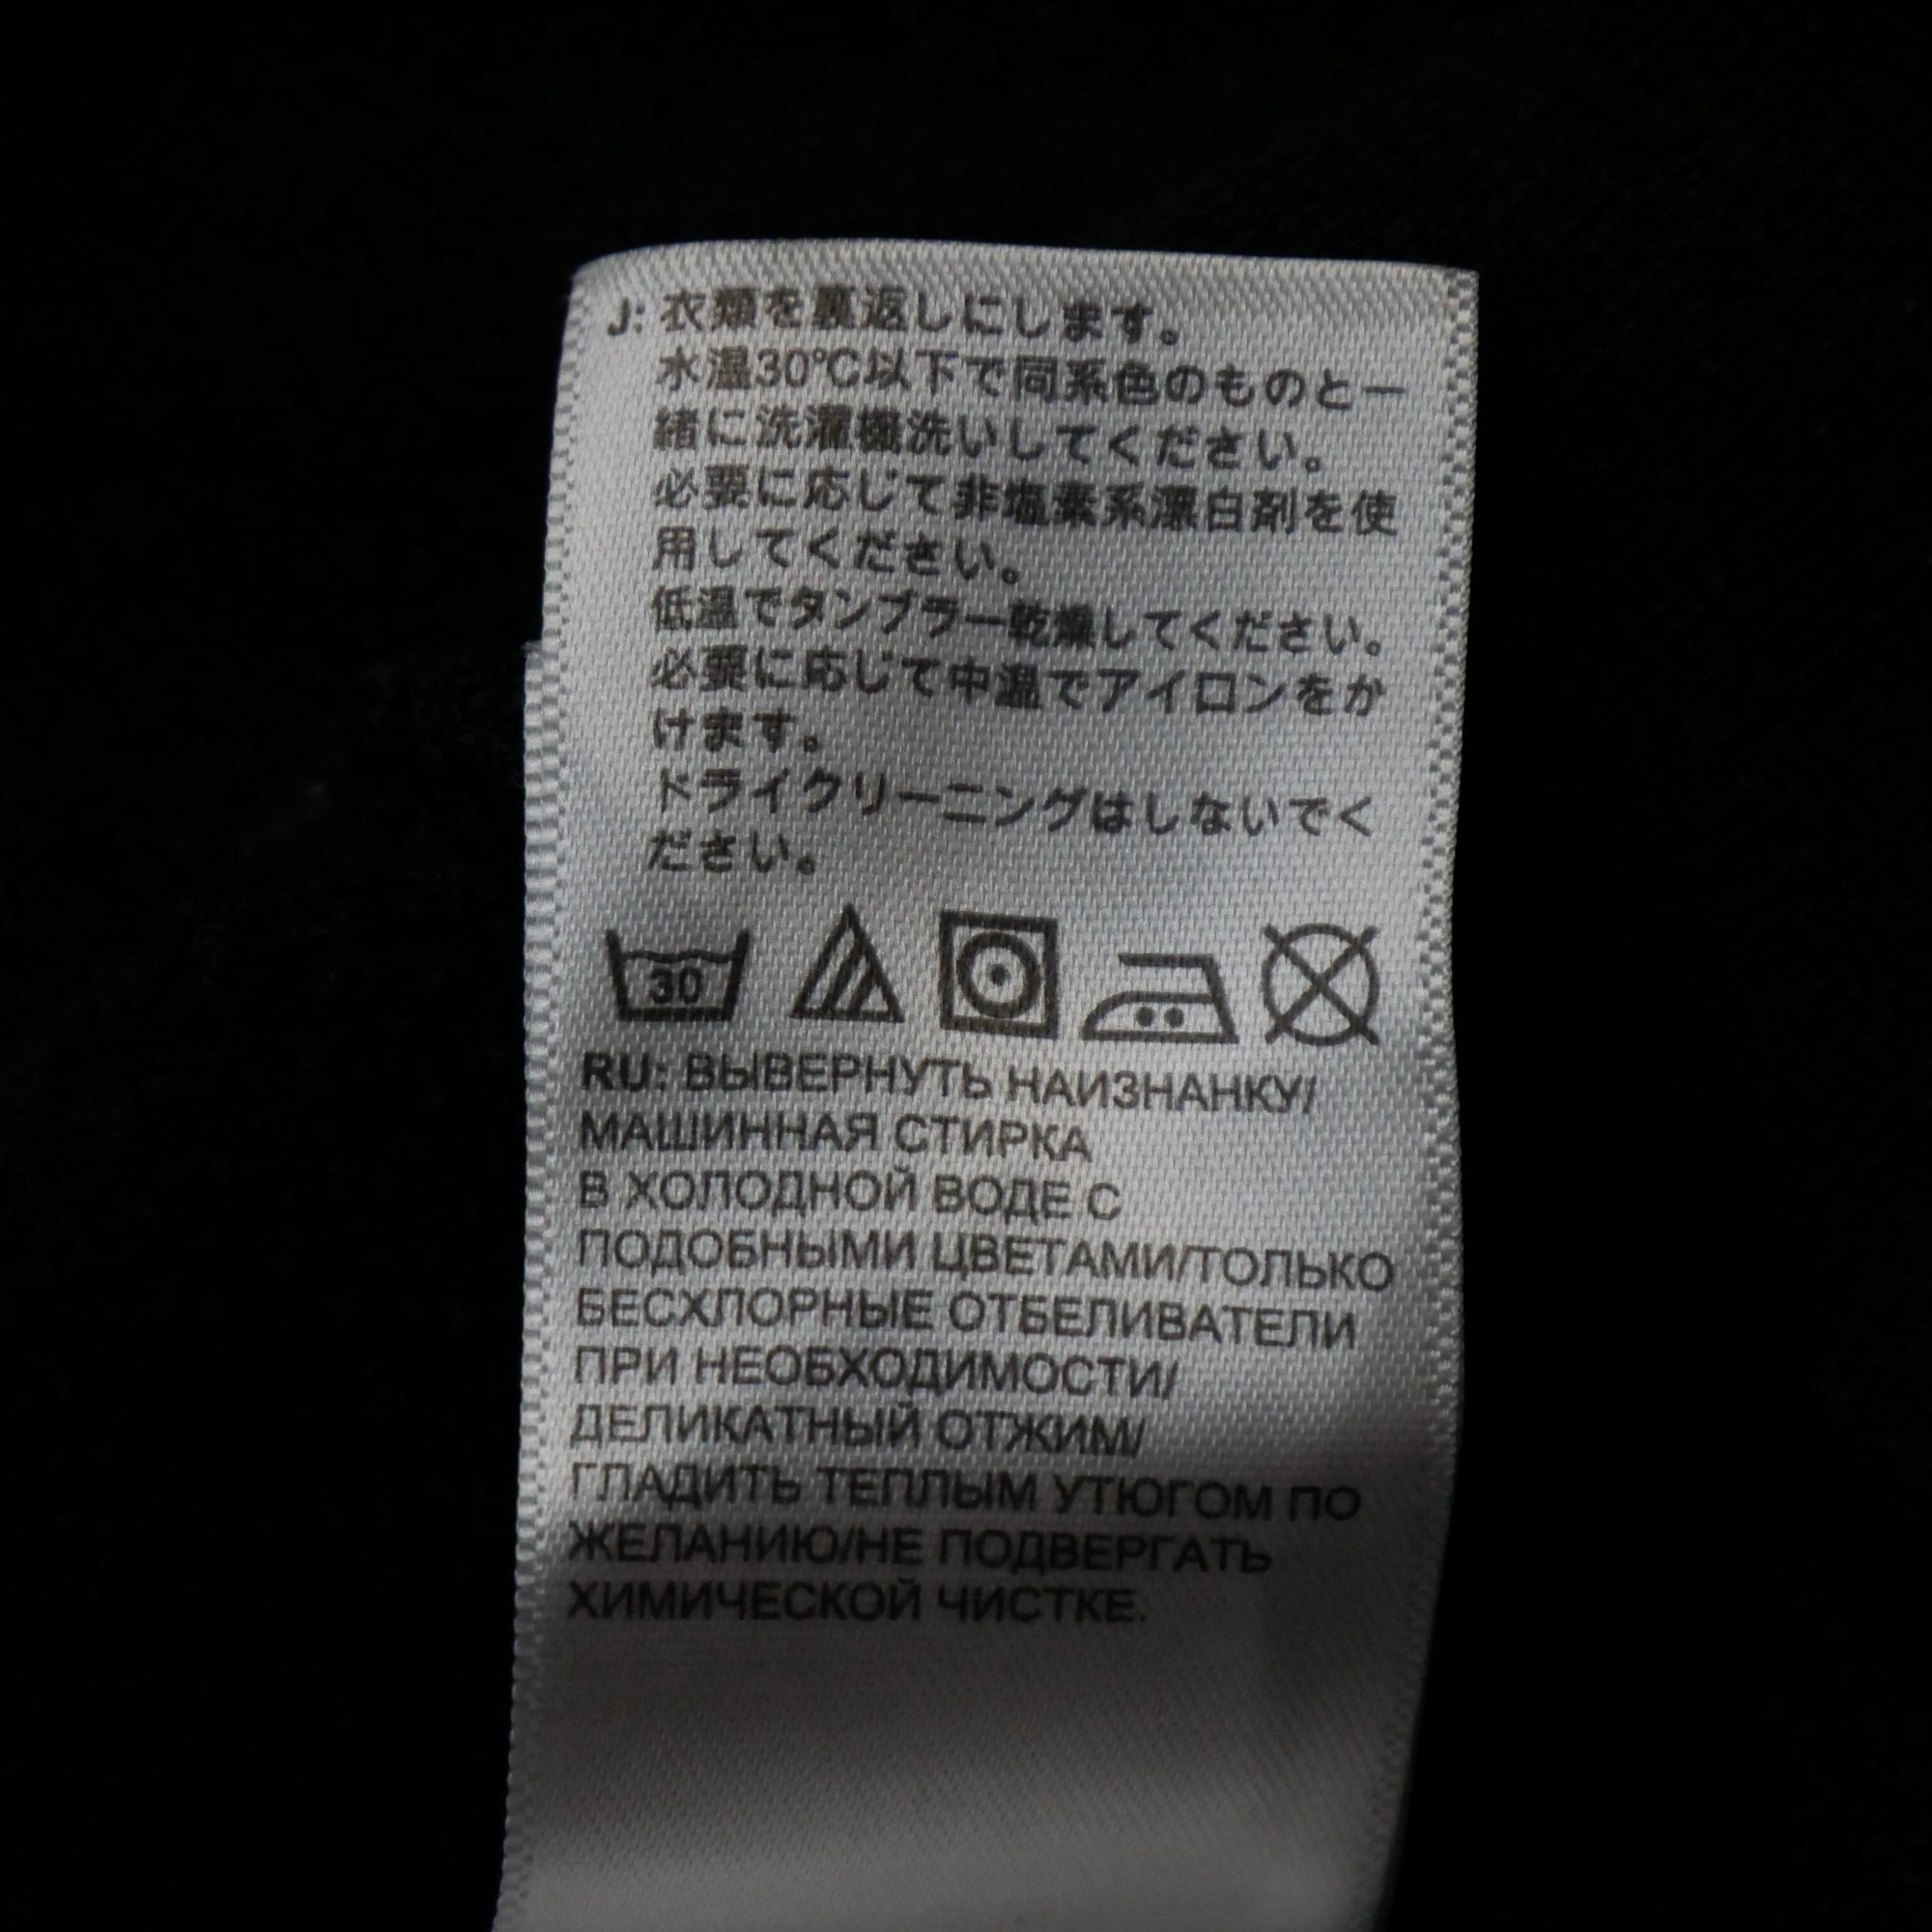 J: 衣類を裏返しにします。
水温30℃以下で同系色のものと一
緒に洗濯機洗いしてください。
必要に応じて非塩素系漂白剤を使
用してください。
低温でタンブラー乾燥してください。
必要に応じて中温でアイロンをか
けます。
ドライクリーニングはしないでく
ださい。
30
RU: ВЫВЕРНУТЬ НАИЗНАНКУ/
МАШИННАЯ СТИРКА
В ХОЛОДНОЙ ВОДЕ С
ПОДОБНЫМИ ЦВЕТАМИ/ТОЛЬКО
БЕСХЛОРНЫЕ ОТБЕЛИВАТЕЛИ
ПРИ НЕОБХОДИМОСТИ/
ДЕЛИКАТНЫЙ ОТЖИМ/
ГЛАДИТЬ ТЕПЛЫМ УТЮГОМ ПО
ЖЕЛАНИЮ/НЕ ПОДВЕРГАТЬ
ХИМИЧЕСКОЙ ЧИСТКЕ.